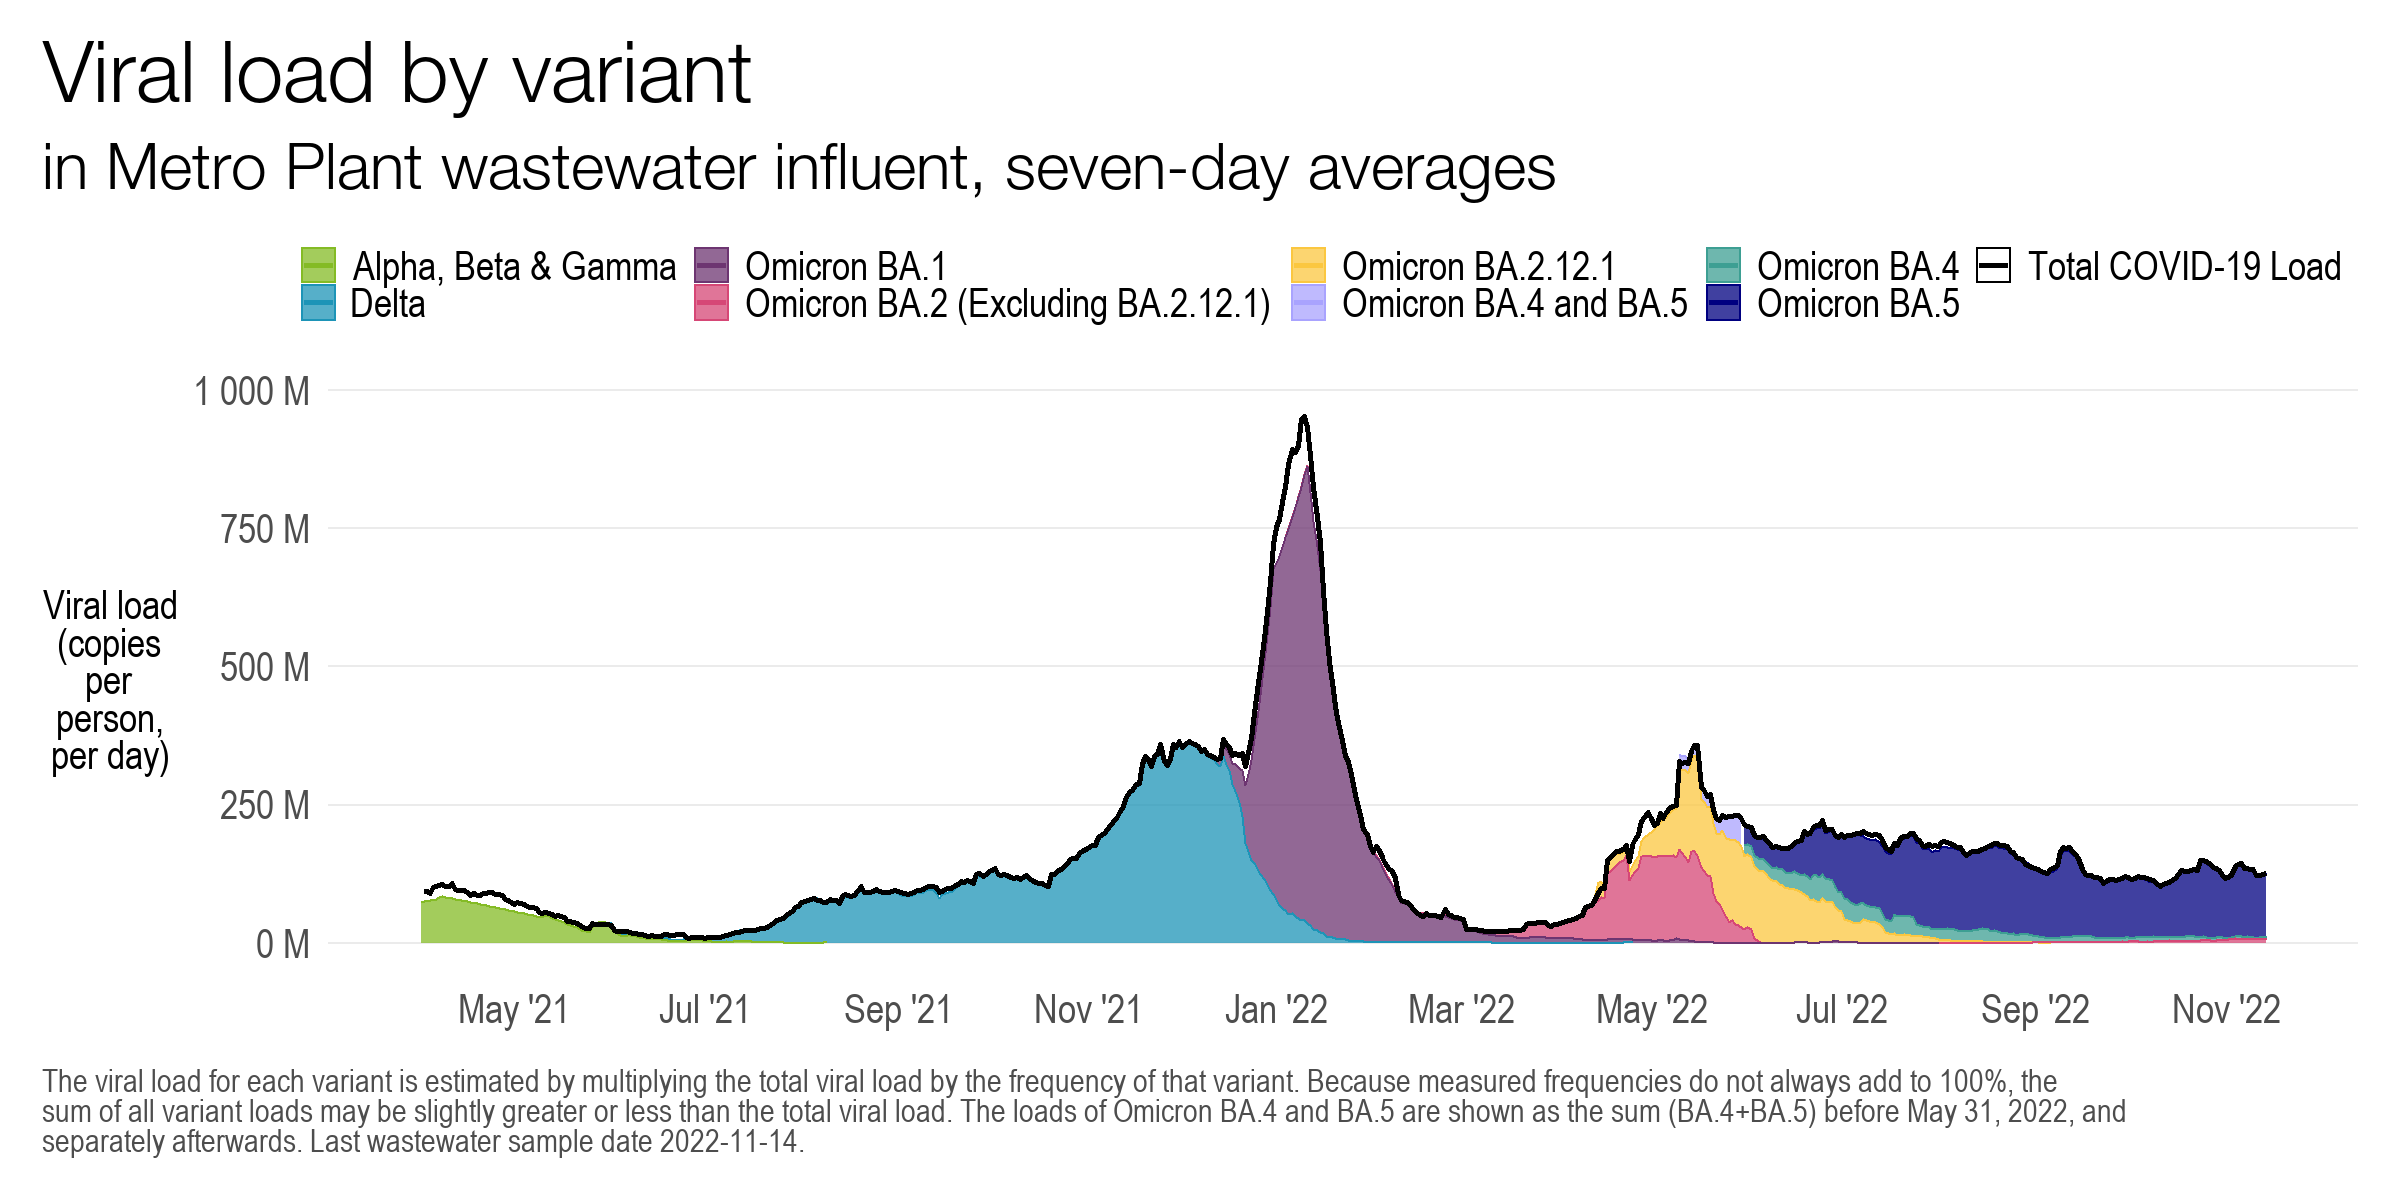 Viral load by variant
in Metro Plant wastewater influent, seven-day averages
Alpha, Beta & Gamma
Delta
Omicron BA.1
Omicron BA.2 (Excluding BA.2.12.1)
Omicron BA.2.12.1
Omicron BA.4 and BA.5
Omicron BA.4
Omicron BA.5
Total COVID-19 Load
1 000 M
750 M
500 M
250 M
0 M
Viral load
(copies
per
person,
per day)
May '21
Jul '21
Sep '21
Nov '21
Jan '22
Mar '22
May '22
Jul '22
Sep '22
Nov '22
The viral load for each variant is estimated by multiplying the total viral load by the frequency of that variant. Because measured frequencies do not always add to 100%, the
sum of all variant loads may be slightly greater or less than the total viral load. The loads of Omicron BA.4 and BA.5 are shown as the sum (BA.4+BA.5) before May 31, 2022, and
separately afterwards. Last wastewater sample date 2022-11-14.